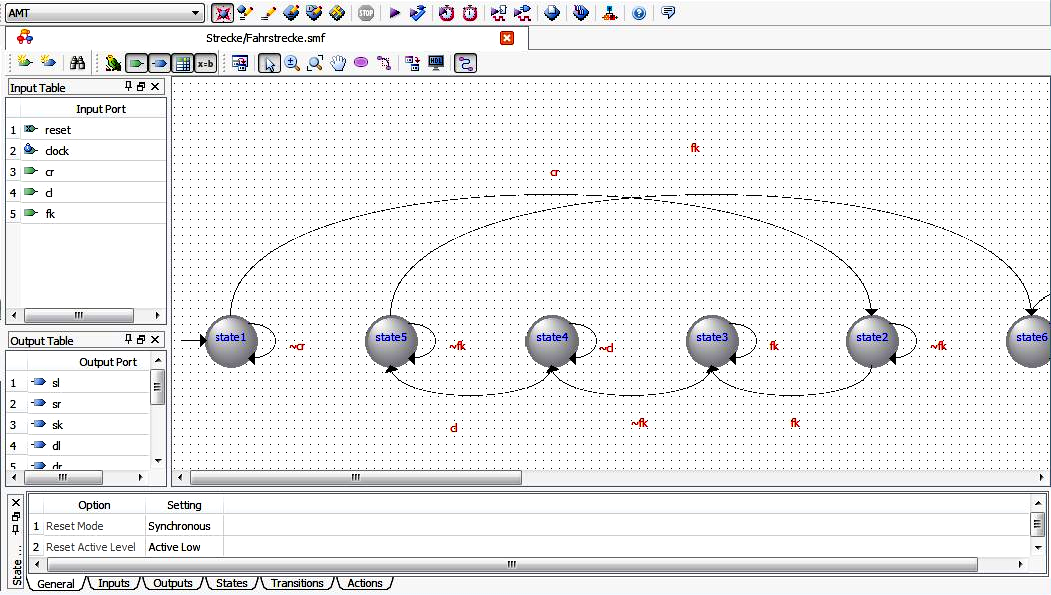 AMT
STOP
Strecke/Fahrstrecke.smf
x=b
Input Table
Input Port
1 reset
2 clock
3 cr
4 cl
5 fk
Output Table
Output Port
1 sl
2 sr
3 sk
4 dl
5 dr
fk
cr
state1
~cr
state5
~fk
state4
~cl
state3
fk
state2
~fk
state6
cl
~fk
fk
State ...
Option Setting
1 Reset Mode Synchronous
2 Reset Active Level Active Low
General Inputs Outputs States Transitions Actions